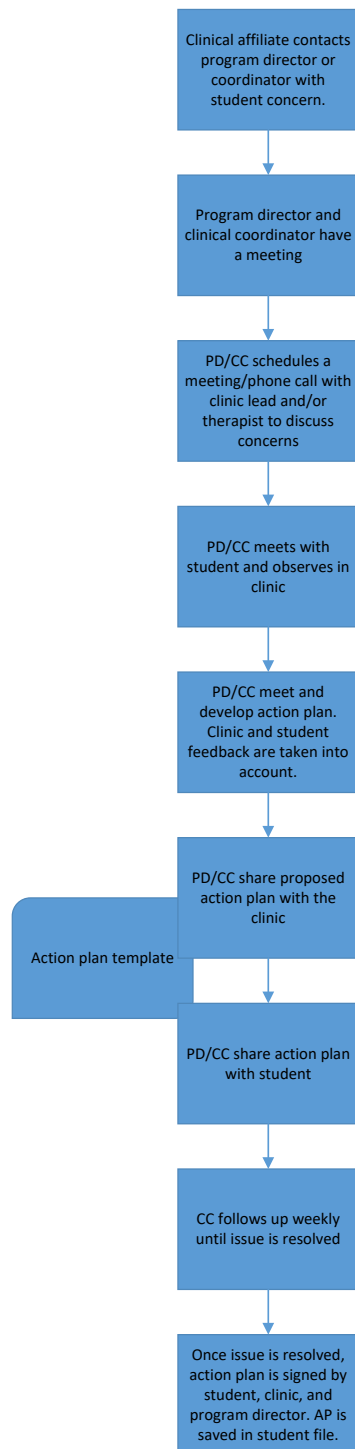 Clinical affiliate contacts
program director or
coordinator with
student concern.
Program director and
clinical coordinator have
a meeting
PD/CC schedules a
meeting/phone call with
clinic lead and/or
therapist to discuss
concerns
PD/CC meets with
student and observes in
clinic
PD/CC meet and
develop action plan.
Clinic and student
feedback are taken into
account.
PD/CC share proposed
action plan with the
clinic
Action plan template
PD/CC share action plan
with student
CC follows up weekly
until issue is resolved
Once issue is resolved,
action plan is signed by
student, clinic, and
program director. AP is
saved in student file.